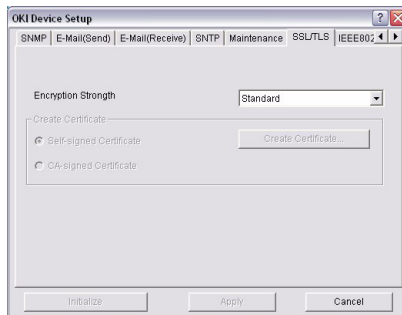 OKI Device Setup
SNMP E-Mail(Send) E-Mail(Receive) SNTP Maintenance SSL/TLS IEEE802
Encryption Strength Standard
Create Certificate
Self-signed Certificate Create Certificate...
CA-signed Certificate
Initialize Apply Cancel